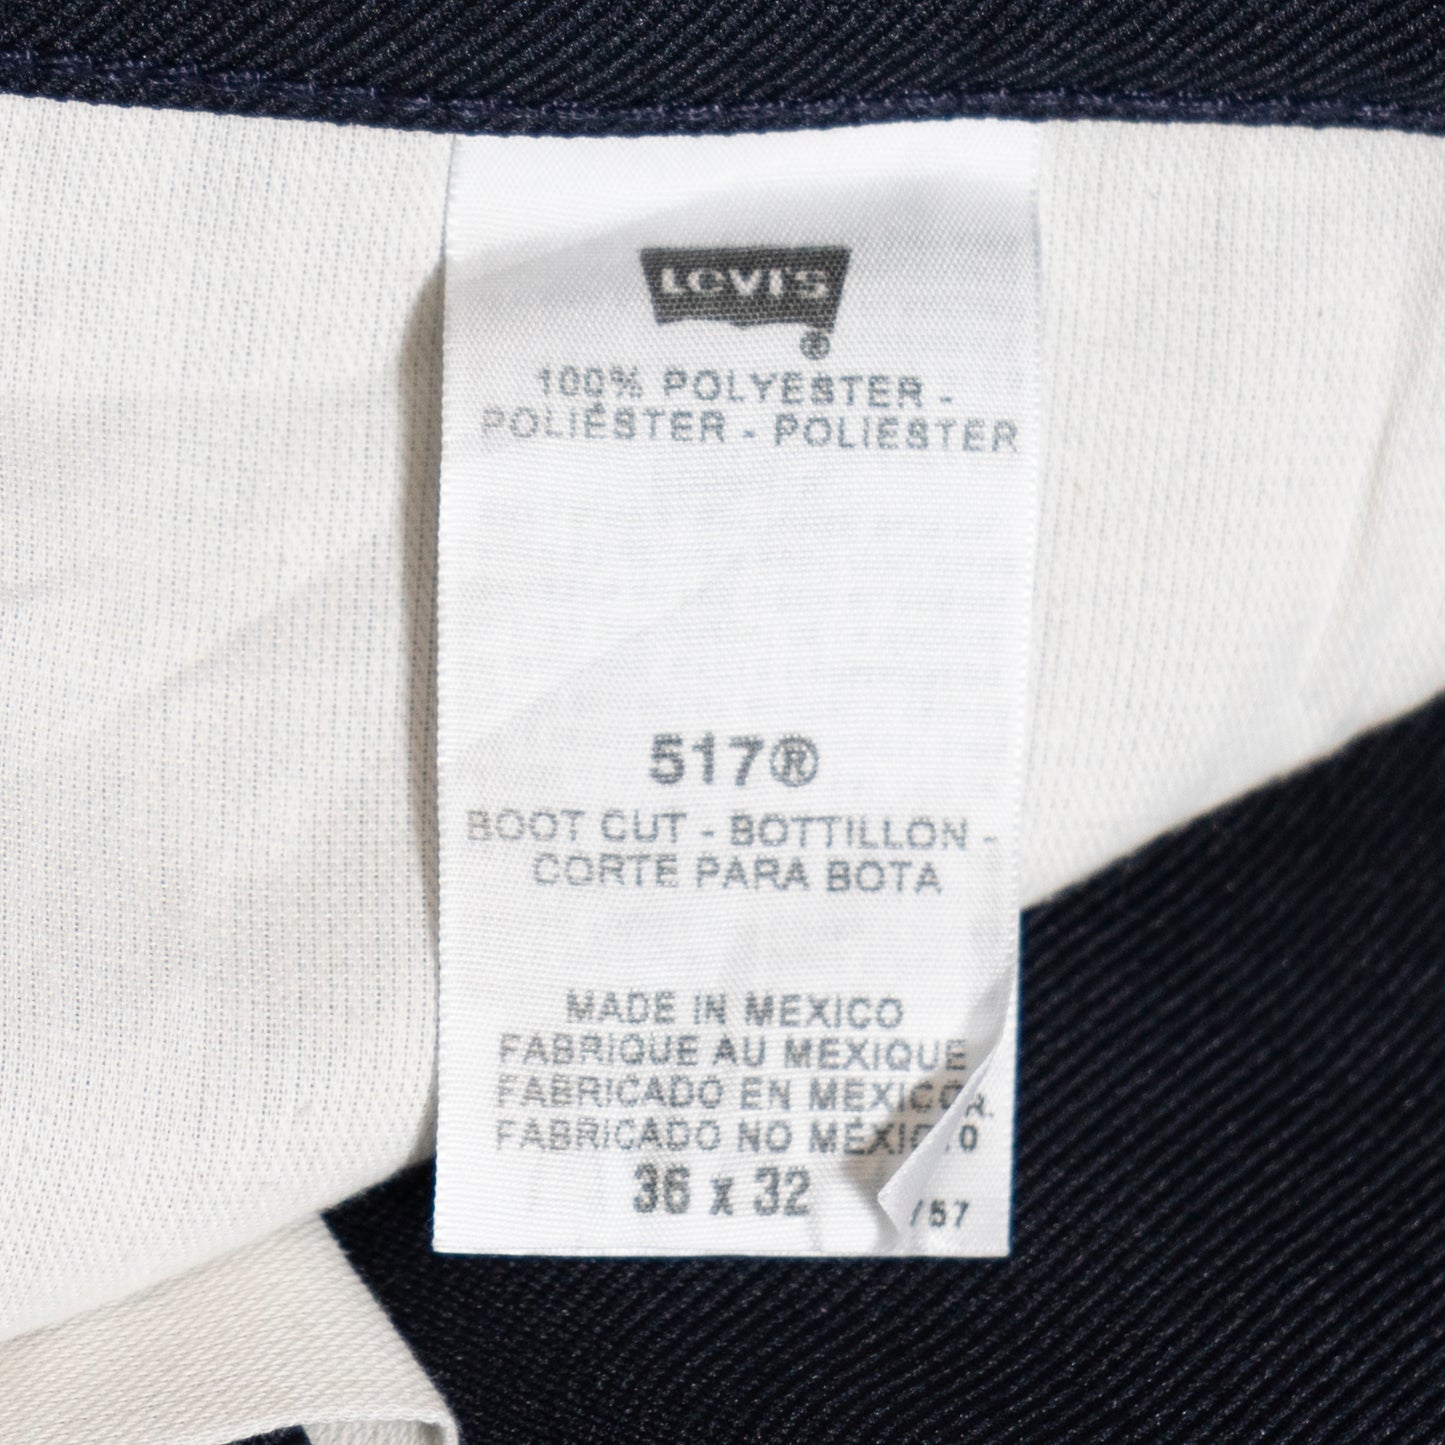 LEVI'S
®
100% POLYESTER -
POLIÉSTER - POLIESTER
517®
BOOT CUT - BOTTILLON -
CORTE PARA BOTA
MADE IN MEXICO
FABRIQUE AU MEXIQUE
FABRICADO EN MEXICO
FABRICADO NO MÉXICO
36 x 32
/57